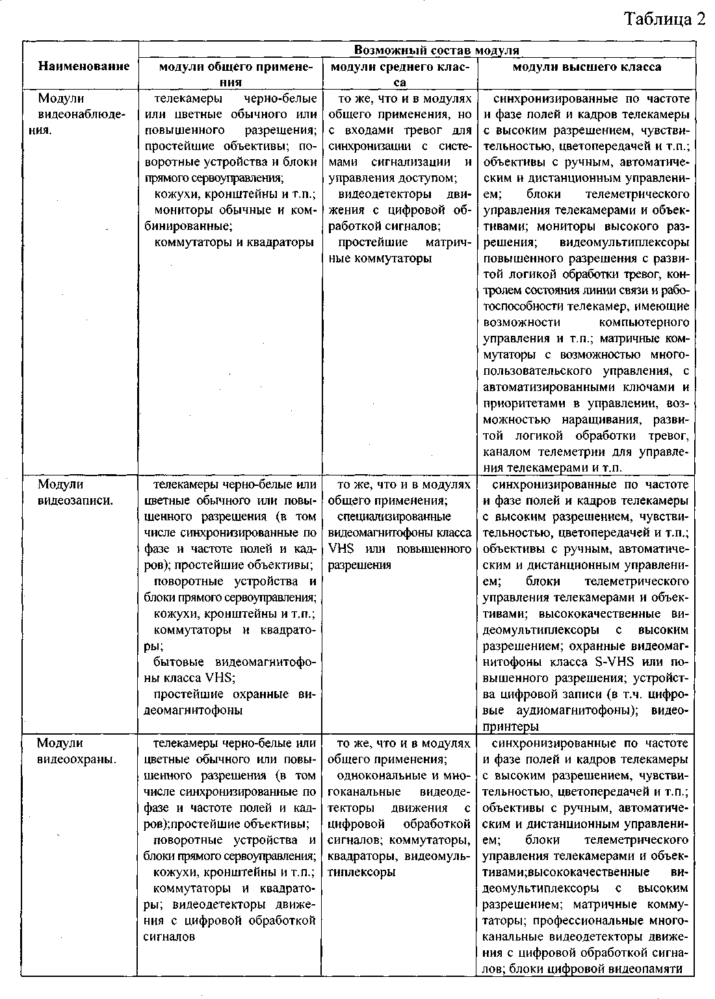 Таблица 2
Наименование
Возможный состав модуля
модули общего примене-
ния
модули среднего клас-
са
модули высшего класса
Модули
видеонаблюде-
ния.
телекамеры черно-белые
или цветные обычного или
повышенного разрешения;
простейшие объективы; по-
воротные устройства и блоки
прямого сервоуправления;
кожухи, кронштейны и т.п.;
мониторы обычные и ком-
бинированные;
коммутаторы и квадраторы
то же, что и в модулях
общего применения, но
с входами тревог для
синхронизации с систе-
мами сигнализации и
управления доступом;
видеодетекторы дви-
жения с цифровой об-
работкой сигналов;
простейшие матрич-
ные коммутаторы
синхронизированные по частоте
и фазе полей и кадров телекамеры
с высоким разрешением, чувстви-
тельностью, цветопередачей и т.п.;
объективы с ручным, автоматиче-
ским и дистанционным управлени-
ем; блоки телеметрического
управления телекамерами и объек-
тивами; мониторы высокого раз-
решения; видеомультиплексоры
повышенного разрешения с разви-
той логикой обработки тревог, кон-
тролем состояния линии связи и рабо-
тоспособности телекамер, имеющие
возможности компьютерного
управления и т.п.; матричные ком-
мутаторы с возможностью много-
пользовательского управления, с
автоматизированными ключами и
приоритетами в управлении, воз-
можностью наращивания, разви-
той логикой обработки тревог,
каналом телеметрии для управле-
ния телекамерами и т.п.
Модули
видеозаписи.
телекамеры черно-белые или
цветные обычного или повы-
шенного разрешения (в том
числе синхронизированные по
фазе и частоте полей и кад-
ров); простейшие объективы;
поворотные устройства и
блоки прямого сервоуправления;
кожухи, кронштейны и т.п.;
коммутаторы и квадрато-
ры;
бытовые видеомагнитофо-
ны класса VHS;
простейшие охранные ви-
деомагнитофоны
то же, что и в модулях
общего применения;
специализированные
видеомагнитофоны класса
VHS или повышенного
разрешения
синхронизированные по частоте
и фазе полей и кадров телекамеры
с высоким разрешением, чувстви-
тельностью, цветопередачей и т.п.;
объективы с ручным, автоматиче-
ским и дистанционным управлени-
ем; блоки телеметрического
управления телекамерами и объек-
тивами; высококачественные ви-
деомультиплексоры с высоким
разрешением; охранные видеомаг-
нитофоны класса S-VHS или по-
вышенного разрешения; устройст-
ва цифровой записи (в т.ч. цифро-
вые аудиомагнитофоны); видео-
принтеры
Модули
видеоохраны.
телекамеры черно-белые или
цветные обычного или повы-
шенного разрешения (в том
числе синхронизированные по
фазе и частоте полей и кад-
ров);простейшие объективы;
поворотные устройства и
блоки прямого сервоуправления;
кожухи, кронштейны и т.п.;
коммутаторы и квадрато-
ры; видеодетекторы движе-
ния с цифровой обработкой
сигналов
то же, что и в модулях
общего применения;
одноканальные и мно-
гоканальные видеоде-
текторы движения с
цифровой обработкой
сигналов; коммутаторы,
квадраторы, видеомуль-
типлексоры
синхронизированные по частоте
и фазе полей и кадров телекамеры
с высоким разрешением, чувстви-
тельностью, цветопередачей и т.п.;
объективы с ручным, автоматиче-
ским и дистанционным управлени-
ем; блоки телеметрического
управления телекамерами и объек-
тивами;высококачественные ви-
деомультиплексоры с высоким
разрешением; матричные комму-
таторы; профессиональные много-
канальные видеодетекторы движе-
ния с цифровой обработкой сигна-
лов; блоки цифровой видеопамяти